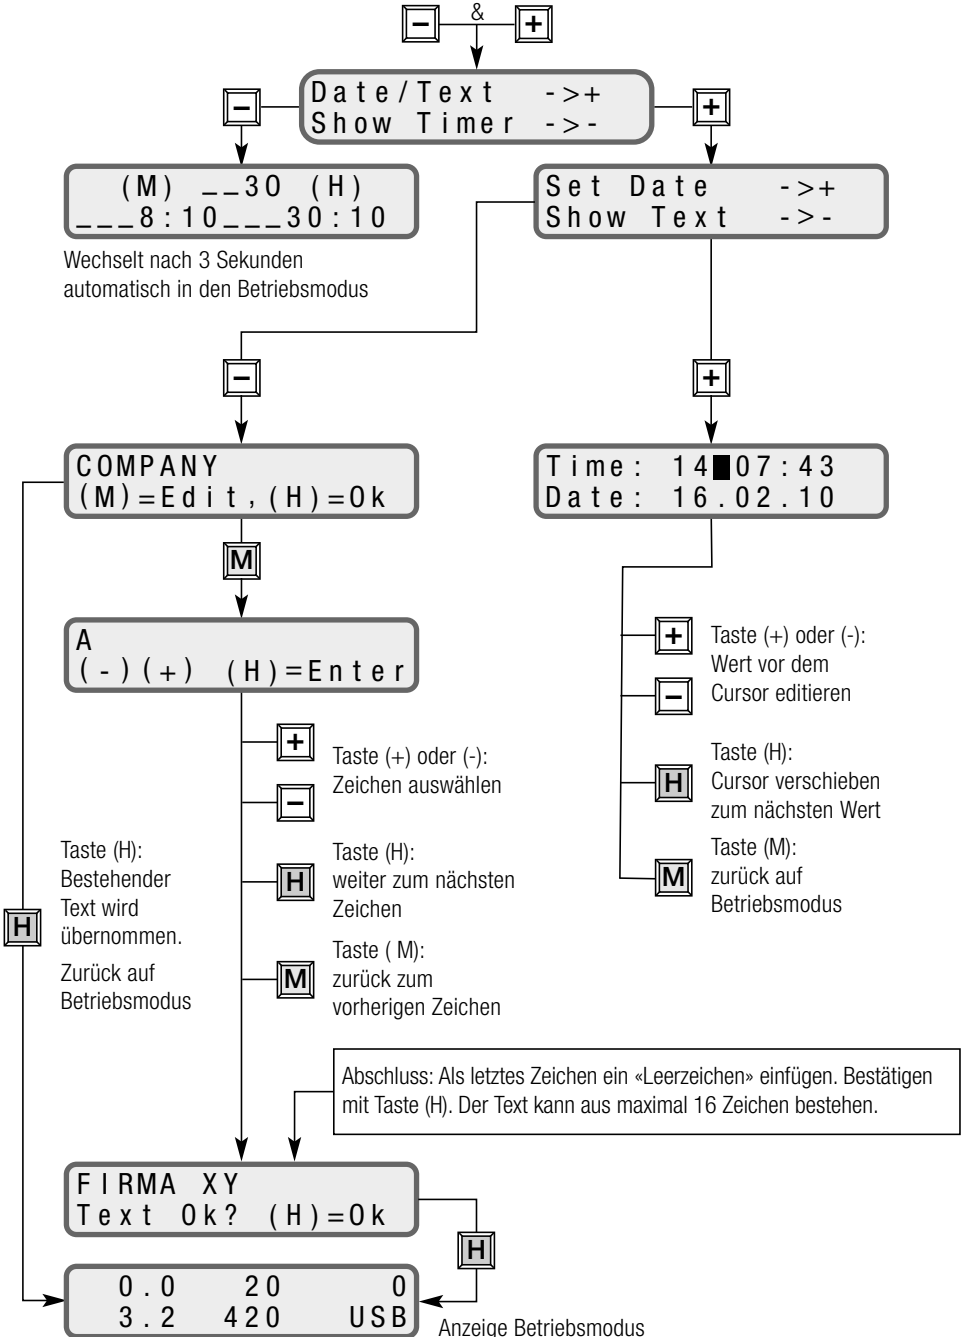 − & +
Date/Text ->+
Show Timer ->-
−
+
(M) __30 (H)
___8:10___30:10
Wechselt nach 3 Sekunden
automatisch in den Betriebsmodus
Set Date ->+
Show Text ->-
−
+
COMPANY
(M)=Edit,(H)=Ok
M
A
(-)(+) (H)=Enter
+
−
Taste (+) oder (-):
Zeichen auswählen
H
Taste (H):
weiter zum nächsten
Zeichen
M
Taste ( M):
zurück zum
vorherigen Zeichen
H
Taste (H):
Bestehender
Text wird
übernommen.
Zurück auf
Betriebsmodus
Time: 14 07:43
Date: 16.02.10
+
−
Taste (+) oder (-):
Wert vor dem
Cursor editieren
H
Taste (H):
Cursor verschieben
zum nächsten Wert
M
Taste (M):
zurück auf
Betriebsmodus
Abschluss: Als letztes Zeichen ein «Leerzeichen» einfügen. Bestätigen
mit Taste (H). Der Text kann aus maximal 16 Zeichen bestehen.
FIRMA XY
Text Ok? (H)=Ok
H
0.0 20 0
3.2 420 USB
Anzeige Betriebsmodus